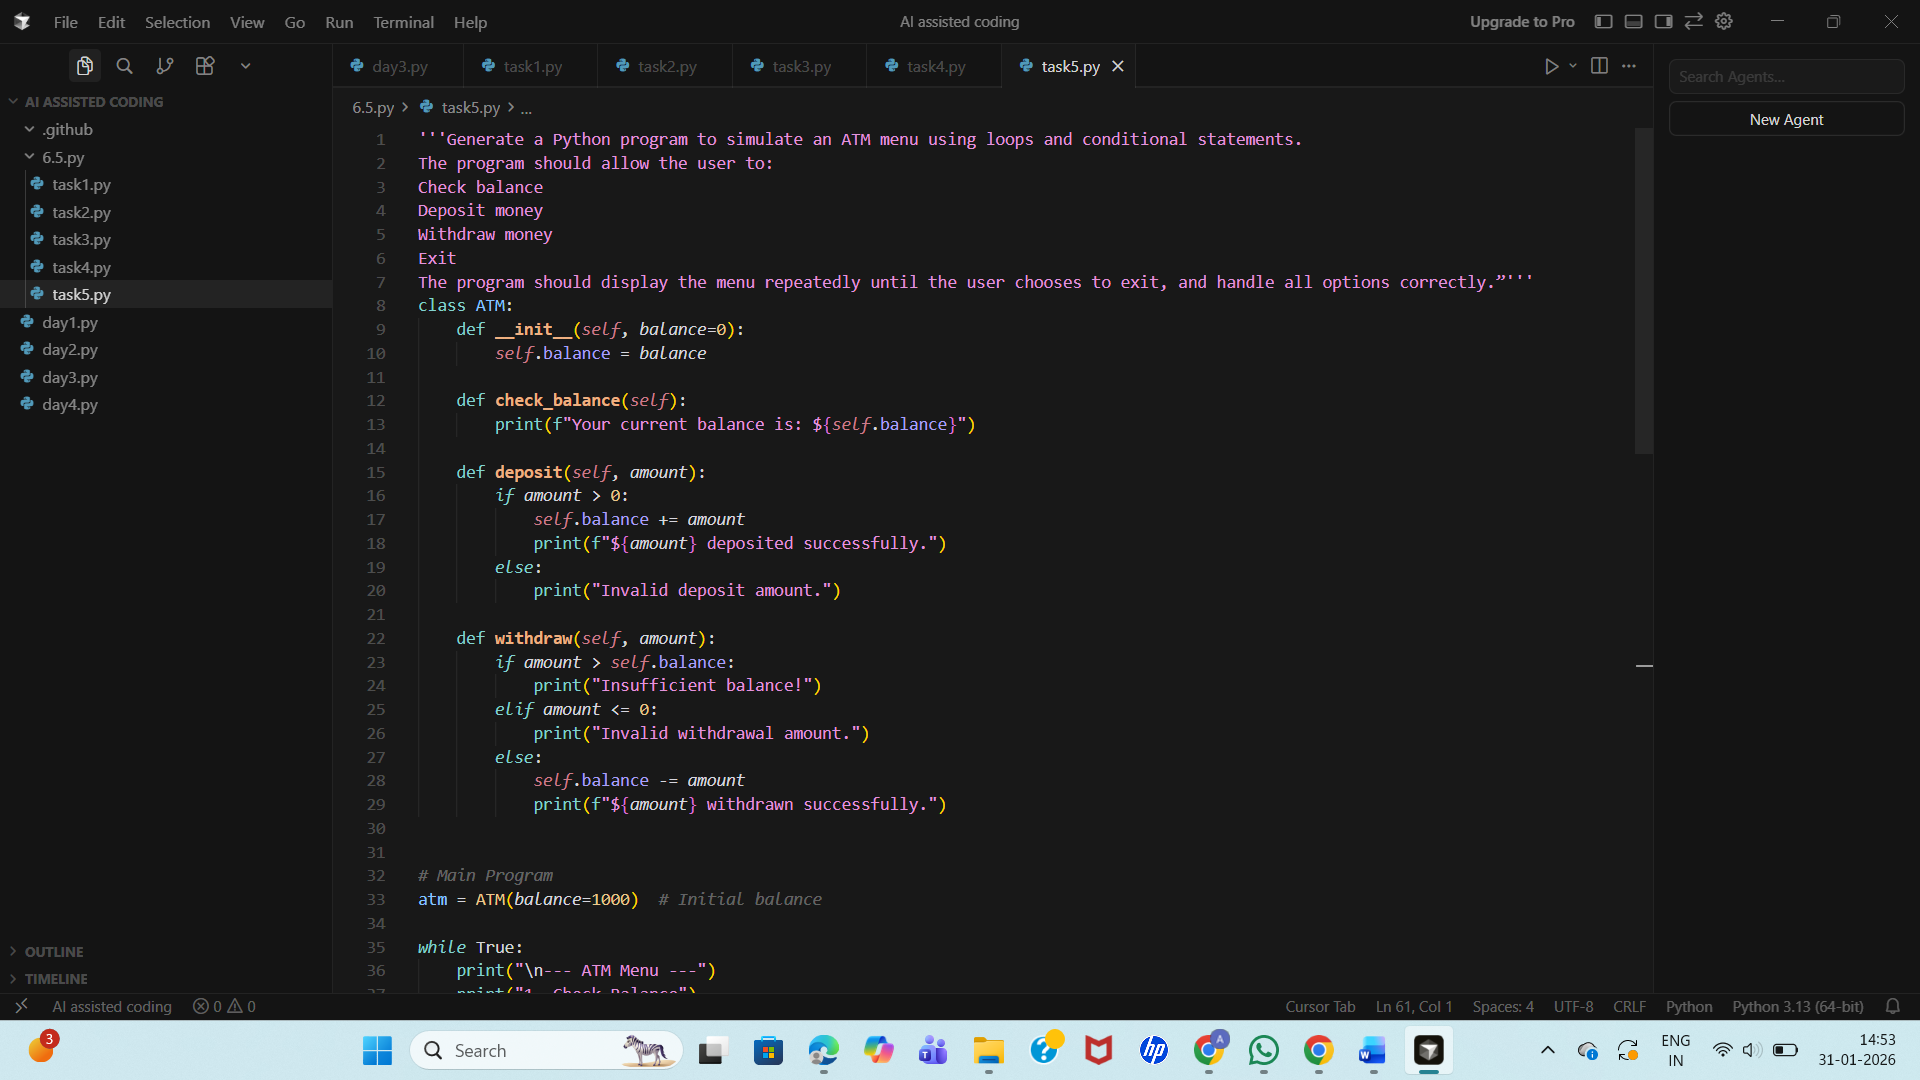 File Edit Selection View Go Run Terminal Help
AI assisted coding
Upgrade to Pro
day3.py
task1.py
task2.py
task3.py
task4.py
task5.py
Search Agents...
New Agent
AI ASSISTED CODING
.github
6.5.py
task1.py
task2.py
task3.py
task4.py
task5.py
day1.py
day2.py
day3.py
day4.py
OUTLINE
TIMELINE
6.5.py > task5.py > ...
1 '''Generate a Python program to simulate an ATM menu using loops and conditional statements.
2 The program should allow the user to:
3 Check balance
4 Deposit money
5 Withdraw money
6 Exit
7 The program should display the menu repeatedly until the user chooses to exit, and handle all options correctly.”'''
8 class ATM:
9     def __init__(self, balance=0):
10         self.balance = balance
11
12     def check_balance(self):
13         print(f"Your current balance is: ${self.balance}")
14
15     def deposit(self, amount):
16         if amount > 0:
17             self.balance += amount
18             print(f"${amount} deposited successfully.")
19         else:
20             print("Invalid deposit amount.")
21
22     def withdraw(self, amount):
23         if amount > self.balance:
24             print("Insufficient balance!")
25         elif amount <= 0:
26             print("Invalid withdrawal amount.")
27         else:
28             self.balance -= amount
29             print(f"${amount} withdrawn successfully.")
30
31
32 # Main Program
33 atm = ATM(balance=1000)  # Initial balance
34
35 while True:
36     print("\n--- ATM Menu ---")
37     print("1. Check Balance")
AI assisted coding
0 0
Cursor Tab
Ln 61, Col 1
Spaces: 4
UTF-8
CRLF
Python
Python 3.13 (64-bit)
3
Search
T
?
hp
A
W
ENG
IN
14:53
31-01-2026